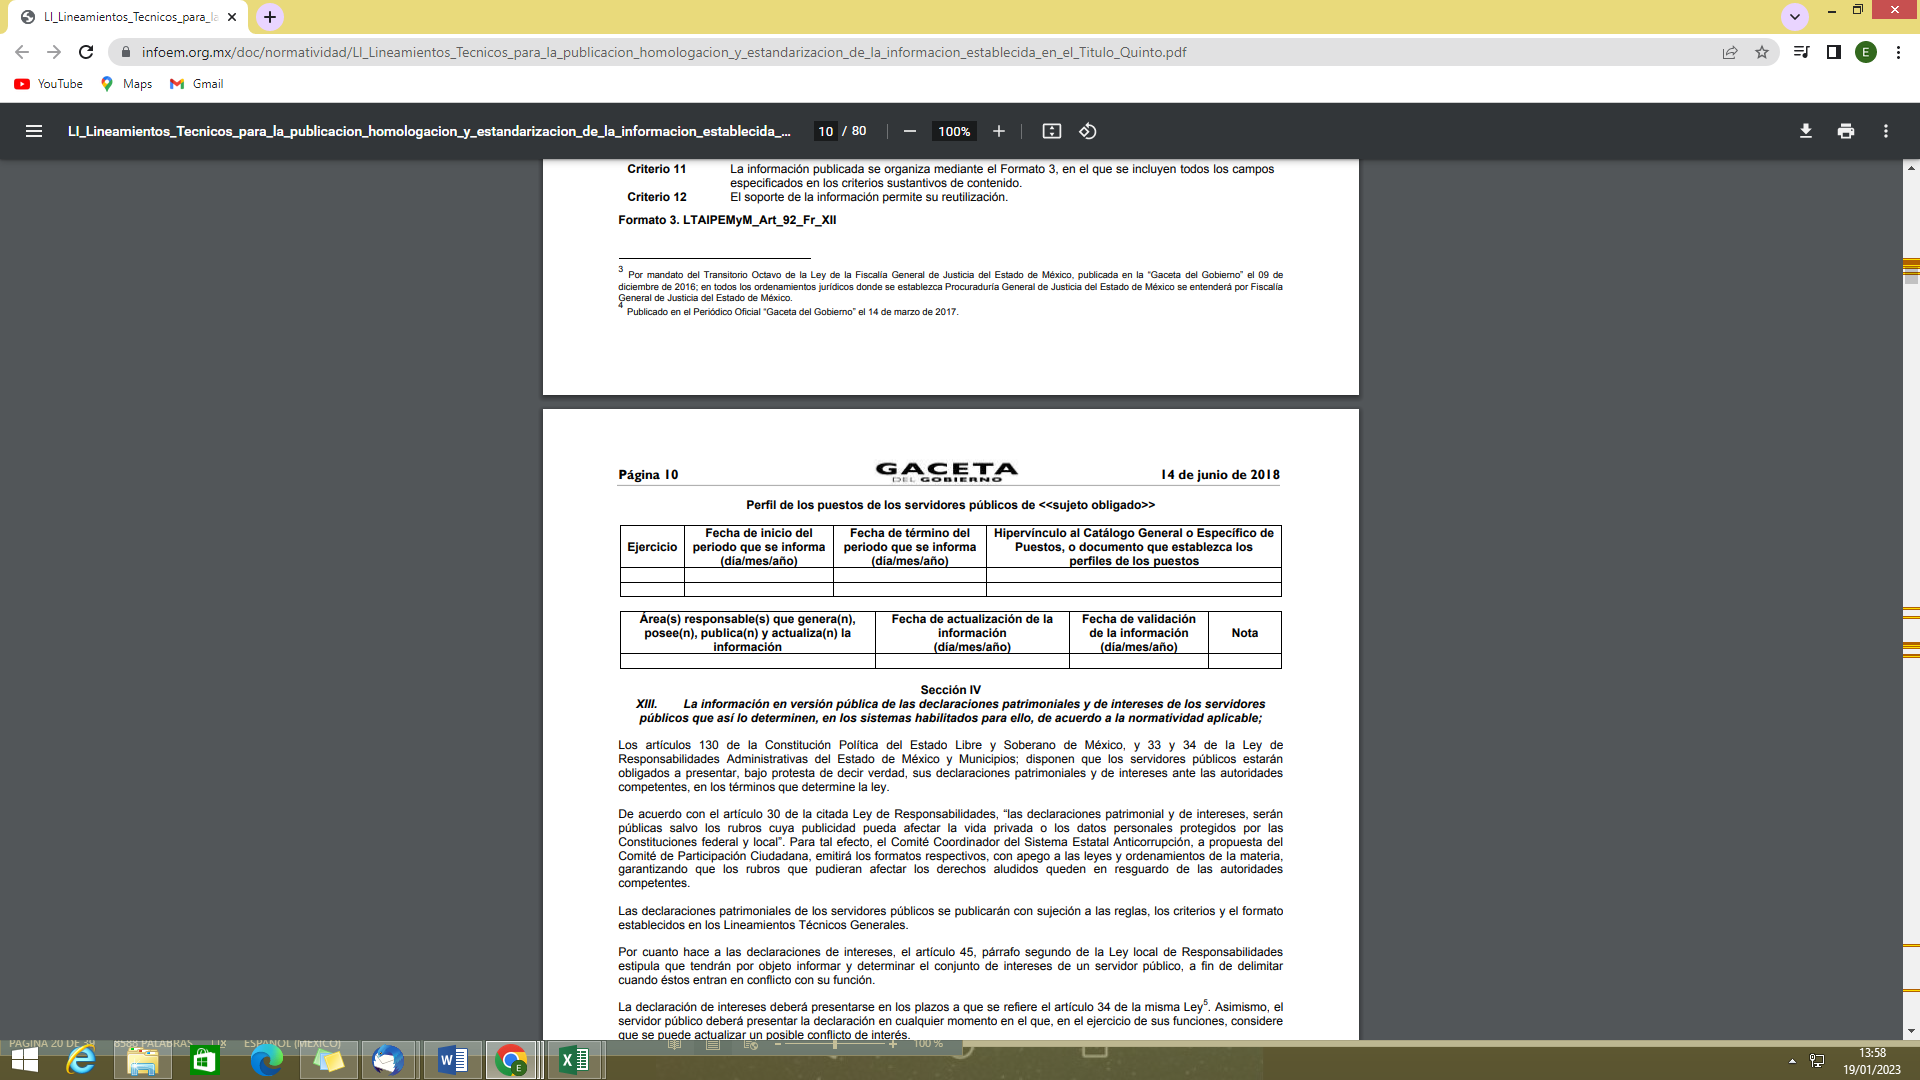 LI_Lineamientos_Tecnicos_para_la
infoem.org.mx/doc/normatividad/LI_Lineamientos_Tecnicos_para_la_publicacion_homologacion_y_estandarizacion_de_la_informacion_establecida_en_el_Titulo_Quinto.pdf
E
YouTube Maps Gmail
LI_Lineamientos_Tecnicos_para_la_publicacion_homologacion_y_estandarizacion_de_la_informacion_establecida_... 10 / 80 100%
Criterio 11 La información publicada se organiza mediante el Formato 3, en el que se incluyen todos los campos
especificados en los criterios sustantivos de contenido.
Criterio 12 El soporte de la información permite su reutilización.
Formato 3. LTAIPEMyM_Art_92_Fr_XII
3 Por mandato del Transitorio Octavo de la Ley de la Fiscalía General de Justicia del Estado de México, publicada en la “Gaceta del Gobierno” el 09 de
diciembre de 2016; en todos los ordenamientos jurídicos donde se establezca Procuraduría General de Justicia del Estado de México se entenderá por Fiscalía
General de Justicia del Estado de México.
4 Publicado en el Periódico Oficial “Gaceta del Gobierno” el 14 de marzo de 2017.
Página 10 GACETA DEL GOBIERNO 14 de junio de 2018
Perfil de los puestos de los servidores públicos de <<sujeto obligado>>
Ejercicio
Fecha de inicio del
periodo que se informa
(día/mes/año)
Fecha de término del
periodo que se informa
(día/mes/año)
Hipervínculo al Catálogo General o Específico de
Puestos, o documento que establezca los
perfiles de los puestos
Área(s) responsable(s) que genera(n),
posee(n), publica(n) y actualiza(n) la
información
Fecha de actualización de la
información
(día/mes/año)
Fecha de validación
de la información
(día/mes/año)
Nota
Sección IV
XIII. La información en versión pública de las declaraciones patrimoniales y de intereses de los servidores
públicos que así lo determinen, en los sistemas habilitados para ello, de acuerdo a la normatividad aplicable;
Los artículos 130 de la Constitución Política del Estado Libre y Soberano de México, y 33 y 34 de la Ley de
Responsabilidades Administrativas del Estado de México y Municipios; disponen que los servidores públicos estarán
obligados a presentar, bajo protesta de decir verdad, sus declaraciones patrimoniales y de intereses ante las autoridades
competentes, en los términos que determine la ley.
De acuerdo con el artículo 30 de la citada Ley de Responsabilidades, “las declaraciones patrimonial y de intereses, serán
públicas salvo los rubros cuya publicidad pueda afectar la vida privada o los datos personales protegidos por las
Constituciones federal y local”. Para tal efecto, el Comité Coordinador del Sistema Estatal Anticorrupción, a propuesta del
Comité de Participación Ciudadana, emitirá los formatos respectivos, con apego a las leyes y ordenamientos de la materia,
garantizando que los rubros que pudieran afectar los derechos aludidos queden en resguardo de las autoridades
competentes.
Las declaraciones patrimoniales de los servidores públicos se publicarán con sujeción a las reglas, los criterios y el formato
establecidos en los Lineamientos Técnicos Generales.
Por cuanto hace a las declaraciones de intereses, el artículo 45, párrafo segundo de la Ley local de Responsabilidades
estipula que tendrán por objeto informar y determinar el conjunto de intereses de un servidor público, a fin de delimitar
cuando éstos entran en conflicto con su función.
La declaración de intereses deberá presentarse en los plazos a que se refiere el artículo 34 de la misma Ley5. Asimismo, el
servidor público deberá presentar la declaración en cualquier momento en el que, en el ejercicio de sus funciones, considere
que se puede actualizar un posible conflicto de interés.
PÁGINA 20 DE 39 8588 PALABRAS ESPAÑOL (MÉXICO) 100 %
E
13:58
19/01/2023